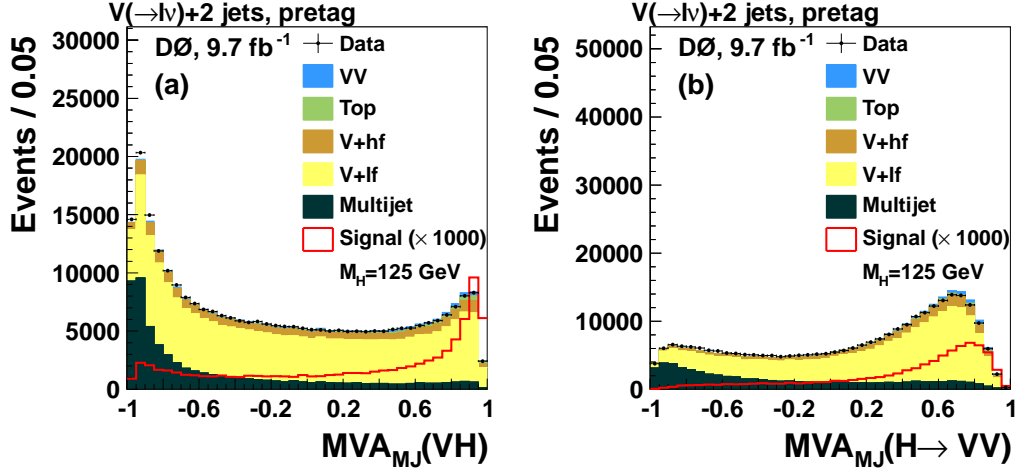 V(→lν)+2 jets, pretag
DØ, 9.7 fb⁻¹
(a)
Data
VV
Top
V+hf
V+lf
Multijet
Signal (× 1000)
M_H=125 GeV
Events / 0.05
30000
25000
20000
15000
10000
5000
0
-1 -0.6 -0.2 0.2 0.6 1
MVA_MJ(VH)
V(→lν)+2 jets, pretag
DØ, 9.7 fb⁻¹
(b)
Data
VV
Top
V+hf
V+lf
Multijet
Signal (× 1000)
M_H=125 GeV
Events / 0.05
50000
40000
30000
20000
10000
0
-1 -0.6 -0.2 0.2 0.6 1
MVA_MJ(H→ VV)